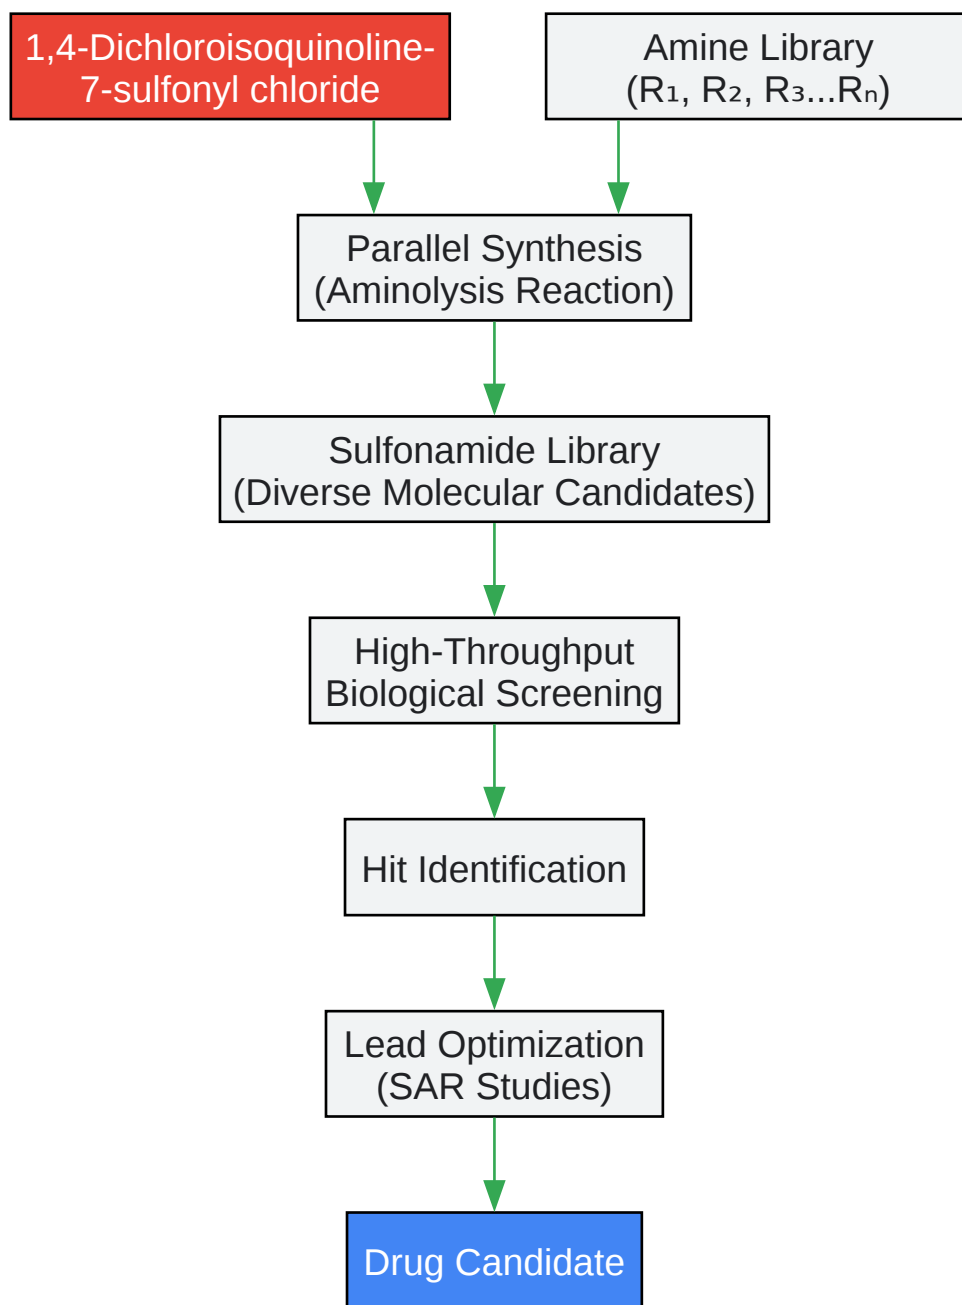 1,4-Dichloroisoquinoline-
7-sulfonyl chloride
Amine Library
(R₁, R₂, R₃...Rₙ)
Parallel Synthesis
(Aminolysis Reaction)
Sulfonamide Library
(Diverse Molecular Candidates)
High-Throughput
Biological Screening
Hit Identification
Lead Optimization
(SAR Studies)
Drug Candidate